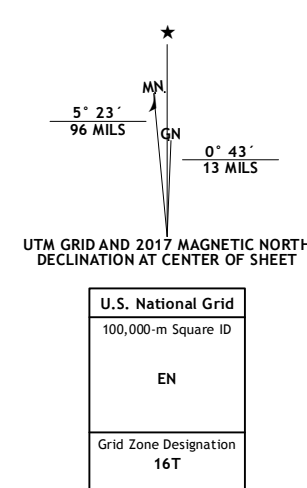 ★
MN
5° 23´
96 MILS
GN
0° 43´
13 MILS
UTM GRID AND 2017 MAGNETIC NORTH
DECLINATION AT CENTER OF SHEET
U.S. National Grid
100,000-m Square ID
EN
Grid Zone Designation
16T